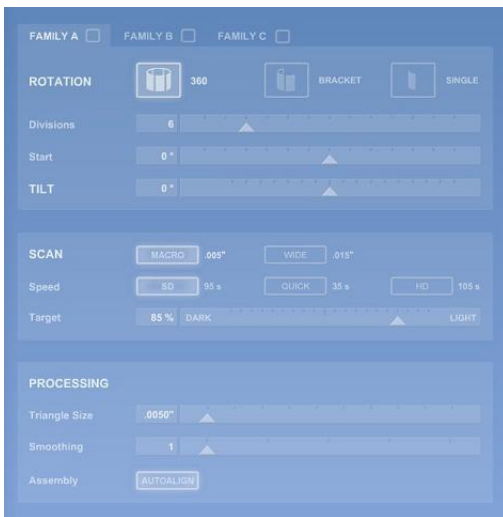 FAMILY A FAMILY B FAMILY C
ROTATION 360 BRACKET SINGLE
Divisions 6
Start 0 °
TILT 0 °
SCAN MACRO .005" WIDE .015"
Speed SD 95 s QUICK 35 s HD 105 s
Target 85 % DARK LIGHT
PROCESSING
Triangle Size .0050"
Smoothing 1
Assembly AUTOALIGN